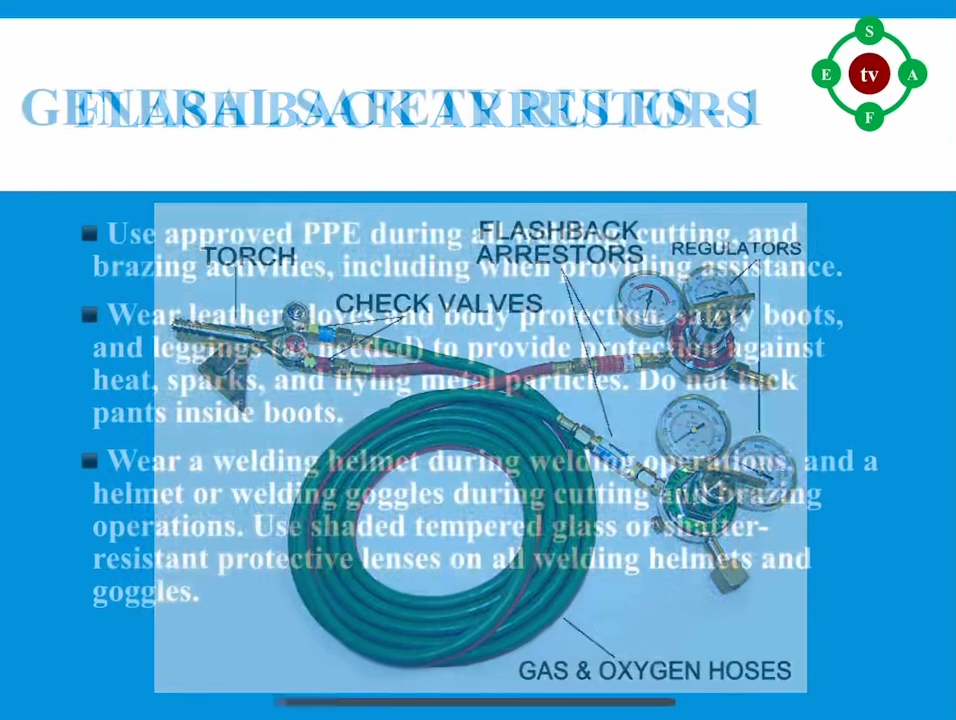 S
E tv A
F
GENERAL SAFETY RULES - 1
FLASHBACK ARRESTORS
Use approved PPE during all welding, cutting, and
brazing activities, including when providing assistance.
Wear leather gloves and body protection, safety boots,
and leggings (as needed) to provide protection against
heat, sparks, and flying metal particles. Do not tuck
pants inside boots.
Wear a welding helmet during welding operations, and a
helmet or welding goggles during cutting and brazing
operations. Use shaded tempered glass or shatter-
resistant protective lenses on all welding helmets and
goggles.
TORCH
FLASHBACK
ARRESTORS
REGULATORS
CHECK VALVES
GAS & OXYGEN HOSES